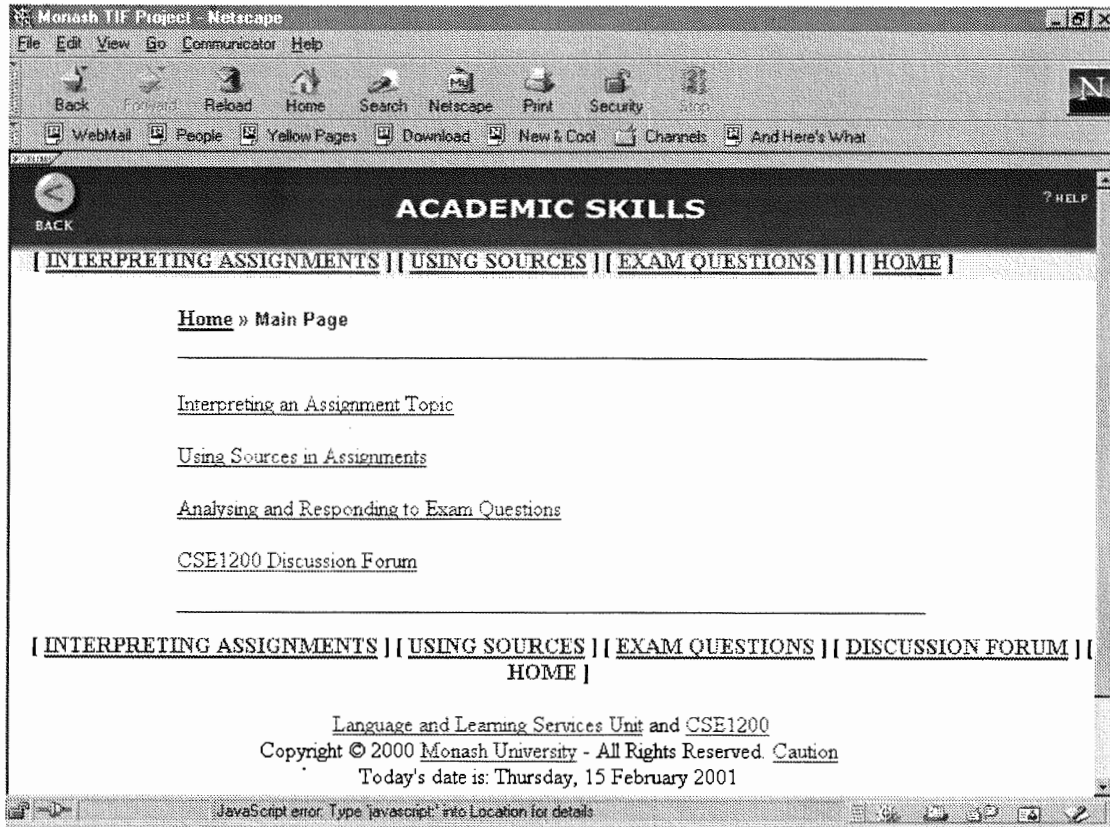 Monash TIF Project - Netscape
File Edit View Go Communicator Help
Back Forward Reload Home Search Netscape Print Security Stop
WebMail People Yellow Pages Download New & Cool Channels And Here's What
BACK
ACADEMIC SKILLS
? HELP
[ INTERPRETING ASSIGNMENTS ] [ USING SOURCES ] [ EXAM QUESTIONS ] [ ] [ HOME ]
Home » Main Page
Interpreting an Assignment Topic
Using Sources in Assignments
Analysing and Responding to Exam Questions
CSE1200 Discussion Forum
[ INTERPRETING ASSIGNMENTS ] [ USING SOURCES ] [ EXAM QUESTIONS ] [ DISCUSSION FORUM ] [
HOME ]
Language and Learning Services Unit and CSE1200
Copyright © 2000 Monash University - All Rights Reserved. Caution
Today's date is: Thursday, 15 February 2001
JavaScript error: Type 'javascript:' into Location for details